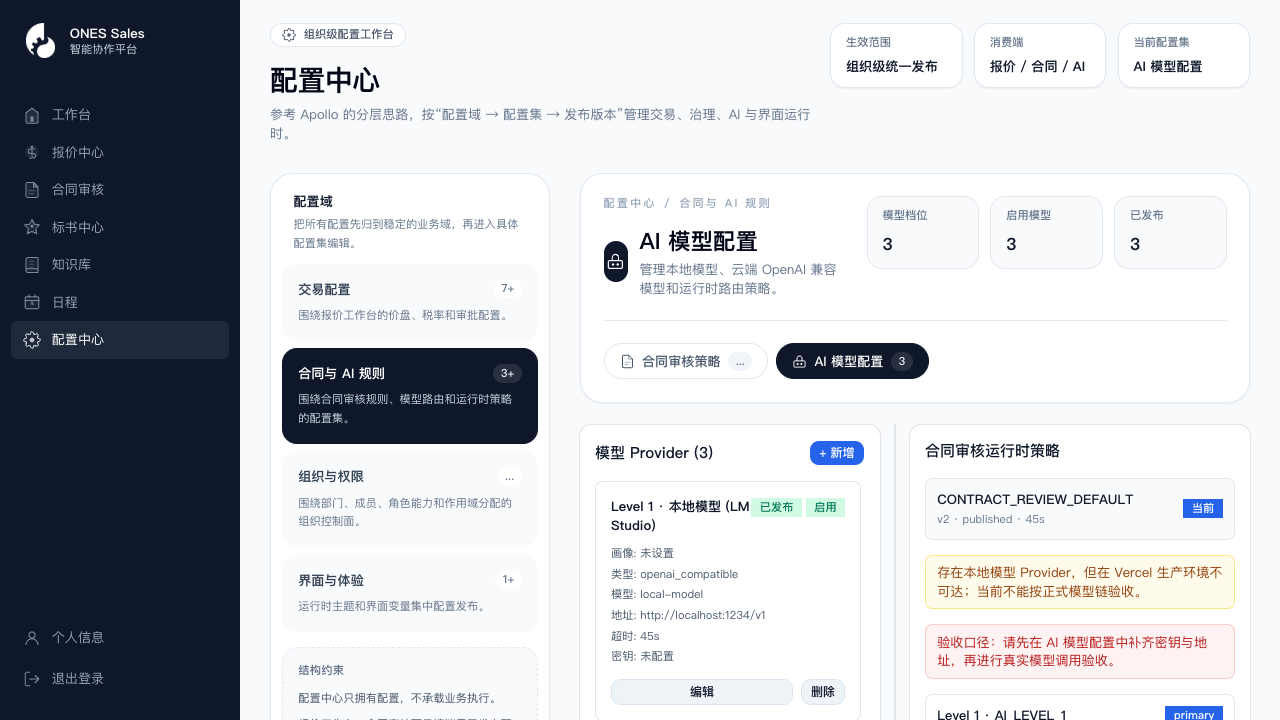 ONES Sales
智能协作平台
工作台
报价中心
合同审核
标书中心
知识库
日程
配置中心
个人信息
退出登录
组织级配置工作台
配置中心
参考 Apollo 的分层思路，按“配置域 → 配置集 → 发布版本”管理交易、治理、AI 与界面运行
时。
生效范围
组织级统一发布
消费端
报价 / 合同 / AI
当前配置集
AI 模型配置
配置域
把所有配置先归到稳定的业务域，再进入具体
配置集编辑。
交易配置 7+
围绕报价工作台的价盘、税率和审批配置。
合同与 AI 规则 3+
围绕合同审核规则、模型路由和运行时策略
的配置集。
组织与权限 ...
围绕部门、成员、角色能力和作用域分配的
组织控制面。
界面与体验 1+
运行时主题和界面变量集中配置发布。
结构约束
配置中心只拥有配置，不承载业务执行。
配置中心 / 合同与 AI 规则
AI 模型配置
管理本地模型、云端 OpenAI 兼容
模型和运行时路由策略。
模型档位
3
启用模型
3
已发布
3
合同审核策略 ...
AI 模型配置 3
模型 Provider (3)
+ 新增
Level 1 · 本地模型 (LM
Studio)
已发布
启用
画像: 未设置
类型: openai_compatible
模型: local-model
地址: http://localhost:1234/v1
超时: 45s
密钥: 未配置
编辑
删除
合同审核运行时策略
CONTRACT_REVIEW_DEFAULT
v2 · published · 45s
当前
存在本地模型 Provider，但在 Vercel 生产环境不
可达；当前不能按正式模型链验收。
验收口径：请先在 AI 模型配置中补齐密钥与地
址，再进行真实模型调用验收。
Level 1 · AI_LEVEL_1
primary